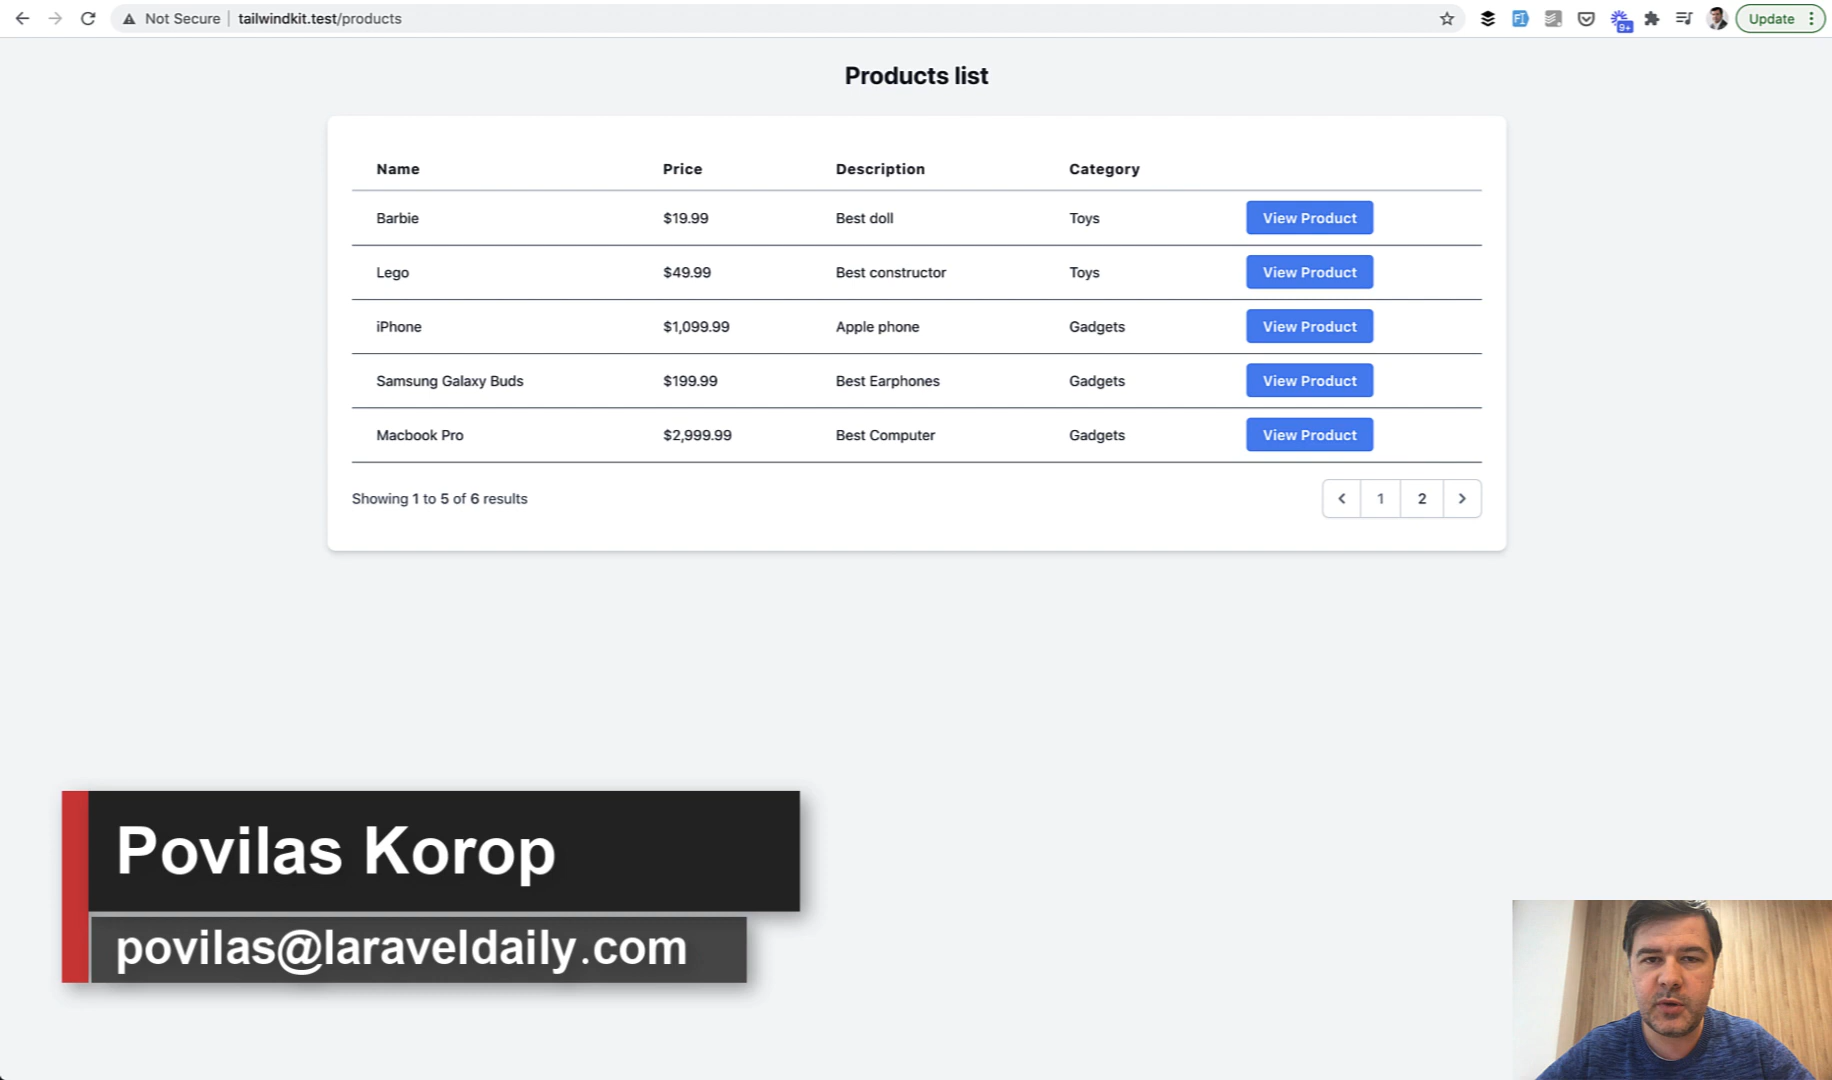 Not Secure tailwindkit.test/products
9+
Update
Products list
Name Price Description Category
Barbie $19.99 Best doll Toys View Product
Lego $49.99 Best constructor Toys View Product
iPhone $1,099.99 Apple phone Gadgets View Product
Samsung Galaxy Buds $199.99 Best Earphones Gadgets View Product
Macbook Pro $2,999.99 Best Computer Gadgets View Product
Showing 1 to 5 of 6 results 1 2
Povilas Korop
povilas@laraveldaily.com